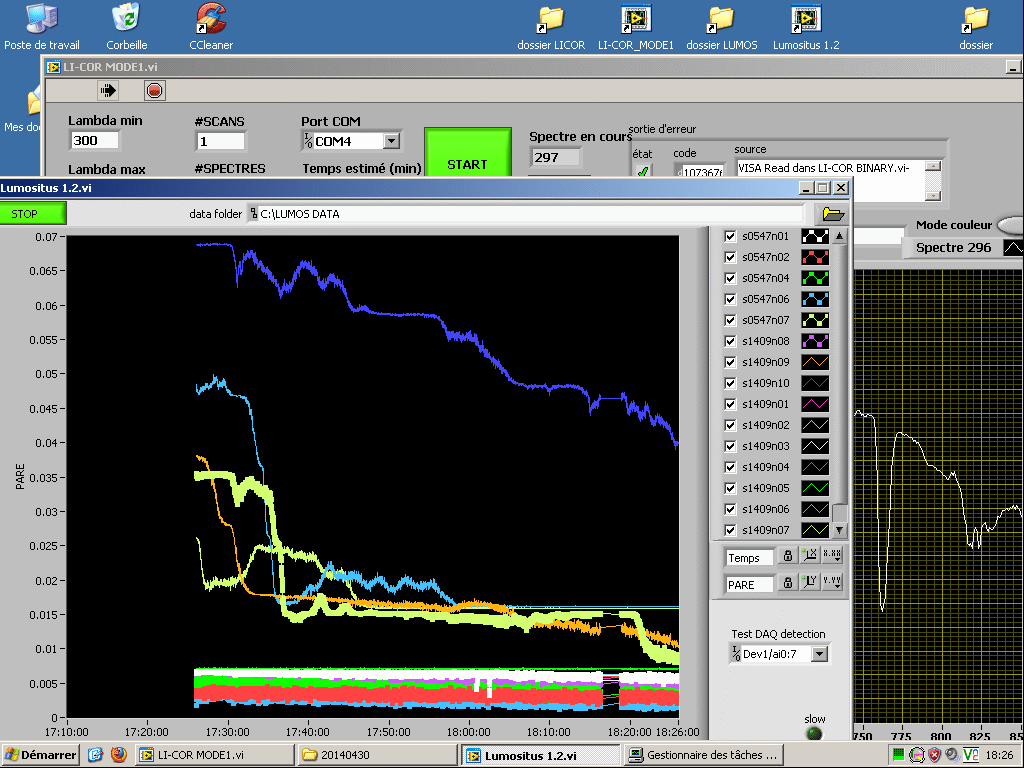 Poste de travail
Corbeille
CCleaner
dossier LICOR
LI-COR_MODE1
dossier LUMOS
Lumositus 1.2
dossier
LI-COR MODE1.vi
Mes do
Lambda min
300
Lambda max
#SCANS
1
#SPECTRES
Port COM
COM4
Temps estimé (min)
START
Spectre en cours
297
sortie d'erreur
état
code
source
VISA Read dans LI-COR BINARY.vi-
Lumositus 1.2.vi
STOP
data folder
C:\LUMOS DATA
Mode couleur
Spectre 296
0.07
0.065
0.06
0.055
0.05
0.045
0.04
0.035
0.03
0.025
0.02
0.015
0.01
0.005
0
PARE
17:10:00
17:20:00
17:30:00
17:40:00
17:50:00
18:00:00
18:10:00
18:20:00
18:26:00
s0547n01
s0547n02
s0547n04
s0547n06
s0547n07
s1409n08
s1409n09
s1409n10
s1409n01
s1409n02
s1409n03
s1409n04
s1409n05
s1409n06
s1409n07
Temps
X
X.XX
PARE
Y
Y.YY
Test DAQ detection
Dev1/ai0:7
slow
750
775
800
825
85
Démarrer
LI-COR MODE1.vi
20140430
Lumositus 1.2.vi
Gestionnaire des tâches ...
18:26